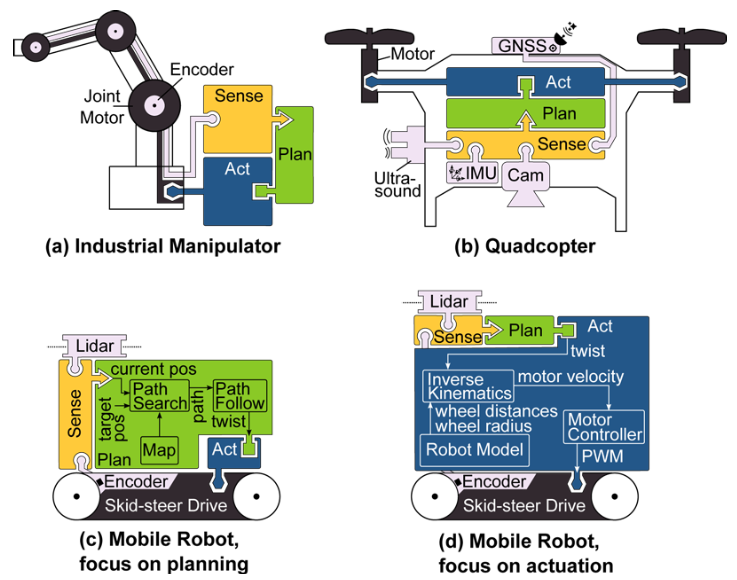 Encoder
Joint
Motor
Sense
Plan
Act
(a) Industrial Manipulator
GNSS
Motor
Act
Plan
Sense
Ultra-
sound
IMU
Cam
(b) Quadcopter
Lidar
current pos
Sense
target
pos
Path
Search
path
Path
Follow
twist
Map
Plan
Act
Encoder
Skid-steer Drive
(c) Mobile Robot,
focus on planning
Lidar
Sense
Plan
Act
twist
Inverse
Kinematics
motor velocity
wheel distances
wheel radius
Motor
Controller
Robot Model
PWM
Encoder
Skid-steer Drive
(d) Mobile Robot,
focus on actuation